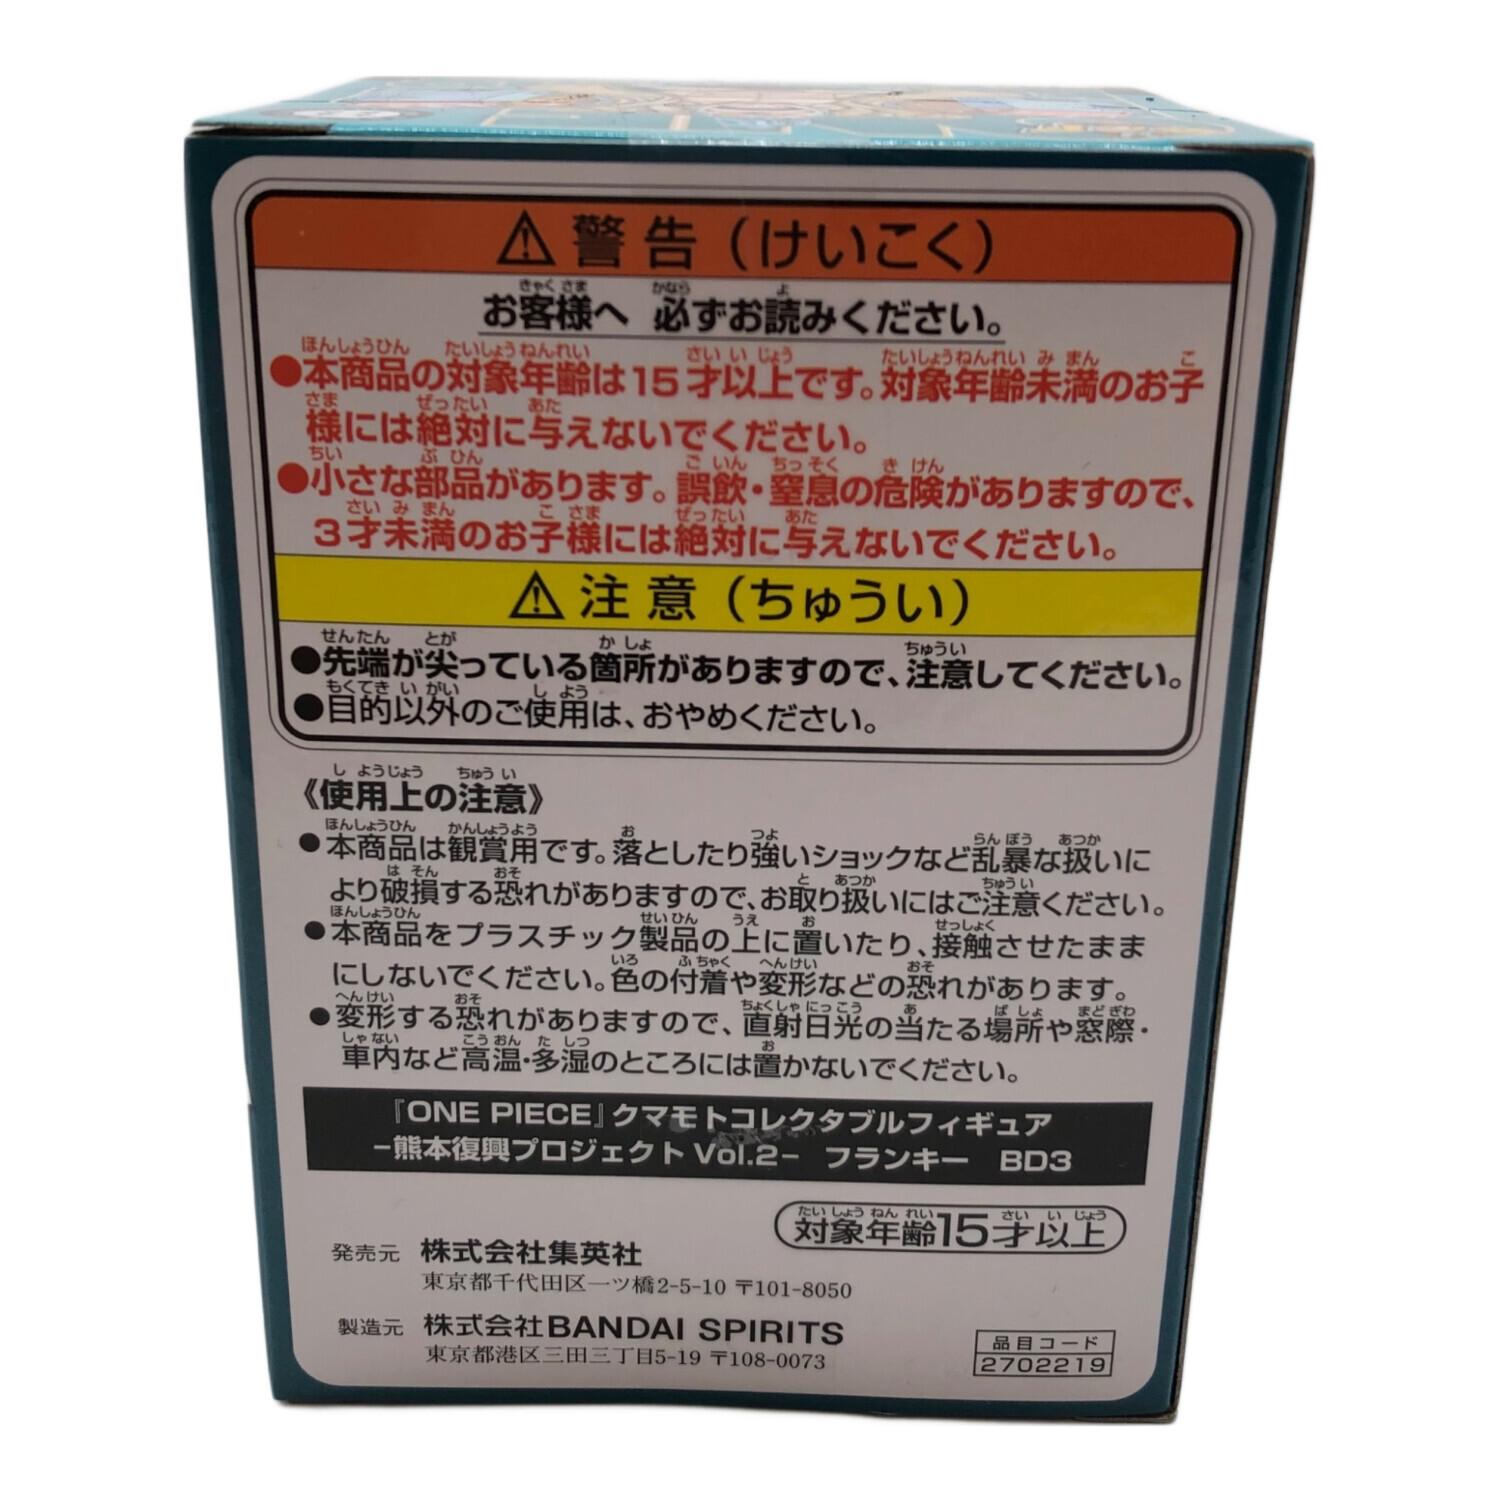 ⚠警告（けいこく）
お客様へ 必ずお読みください。
●本商品の対象年齢は15才以上です。対象年齢未満のお子
様には絶対に与えないでください。
●小さな部品があります。誤飲・窒息の危険がありますので、
3才未満のお子様には絶対に与えないでください。
⚠注意（ちゅうい）
●先端が尖っている箇所がありますので、注意してください。
●目的以外のご使用は、おやめください。
《使用上の注意》
●本商品は観賞用です。落としたり強いショックなど乱暴な扱いに
より破損する恐れがありますので、お取り扱いにはご注意ください。
●本商品をプラスチック製品の上に置いたり、接触させたまま
にしないでください。色の付着や変形などの恐れがあります。
●変形する恐れがありますので、直射日光の当たる場所や窓際・
車内など高温・多湿のところには置かないでください。
『ONE PIECE』クマモトコレクタブルフィギュア
-熊本復興プロジェクト Vol.2- フランキー BD3
対象年齢15才以上
発売元 株式会社集英社
東京都千代田区一ツ橋2-5-10 〒101-8050
製造元 株式会社BANDAI SPIRITS
東京都港区三田三丁目5-19 〒108-0073
品目コード
2702219